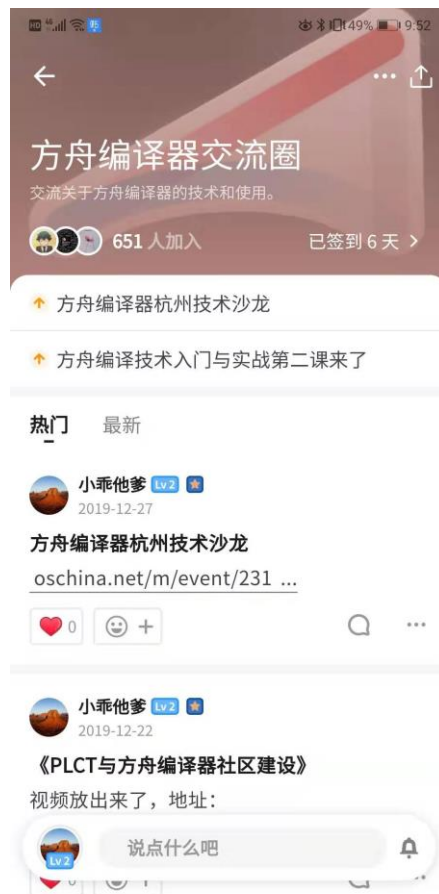 HD 49% 9:52
方舟编译器交流圈
交流关于方舟编译器的技术和使用。
651 人加入 已签到 6 天
方舟编译器杭州技术沙龙
方舟编译技术入门与实战第二课来了
热门 最新
小乖他爹 Lv2
2019-12-27
方舟编译器杭州技术沙龙
oschina.net/m/event/231 ...
0
小乖他爹 Lv2
2019-12-22
《PLCT与方舟编译器社区建设》
视频放出来了，地址：
Lv2 说点什么吧